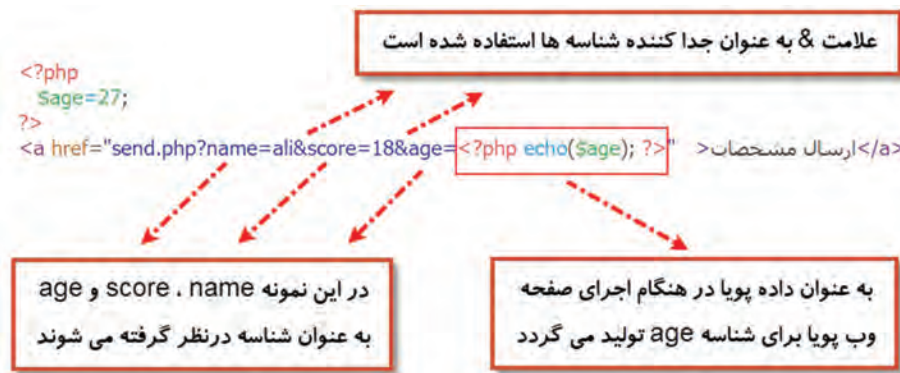 علامت & به عنوان جدا کننده شناسه ها استفاده شده است
<?php
$age=27;
?>
<a href="send.php?name=ali&score=18&age=<?php echo($age); ?>" >ارسال مشخصات</a>
در این نمونه score ، name و age
به عنوان شناسه درنظر گرفته می شوند
به عنوان داده پویا در هنگام اجرای صفحه
وب پویا برای شناسه age تولید می گردد